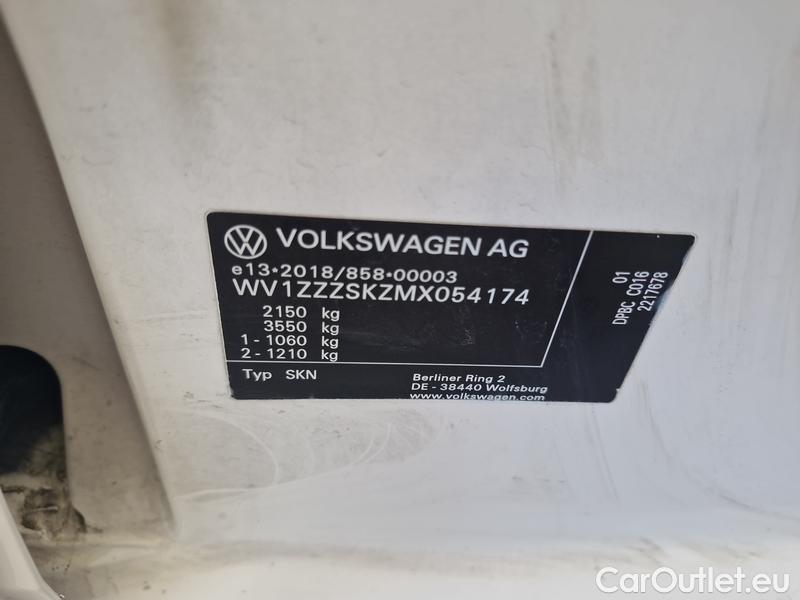 VOLKSWAGEN AG
e13*2018/858*00003
WV1ZZZSKZMX054174
2150 kg
3550 kg
1 - 1060 kg
2 - 1210 kg
Typ SKN
Berliner Ring 2
DE - 38440 Wolfsburg
www.volkswagen.com
01
DPBC C016
2217678
CarOutlet.eu